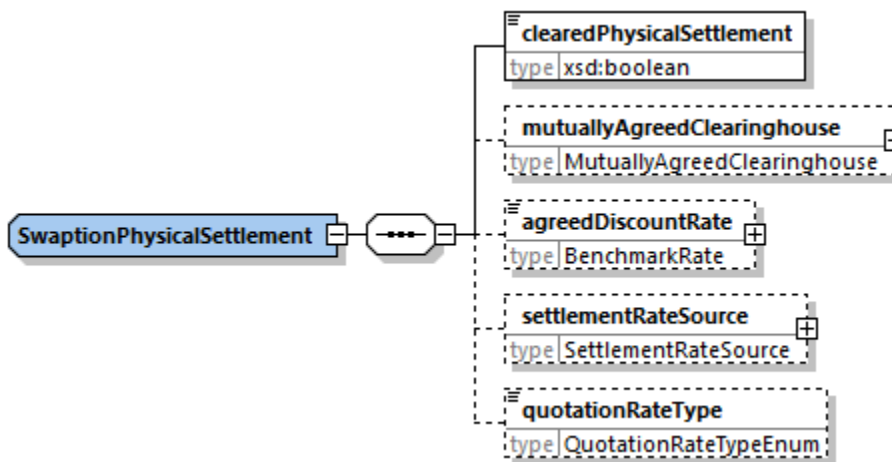 clearedPhysicalSettlement
type xsd:boolean
mutuallyAgreedClearinghouse
type MutuallyAgreedClearinghouse
SwaptionPhysicalSettlement
agreedDiscountRate
type BenchmarkRate
settlementRateSource
type SettlementRateSource
quotationRateType
type QuotationRateTypeEnum